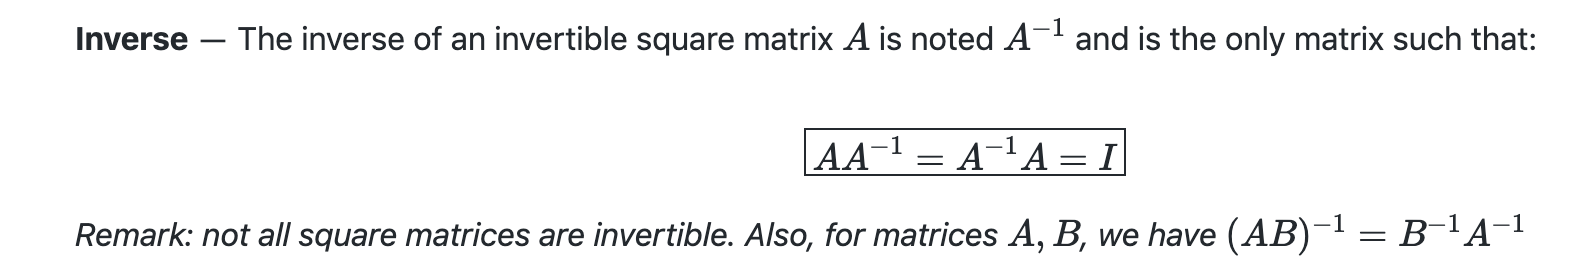 Inverse — The inverse of an invertible square matrix A is noted A⁻¹ and is the only matrix such that:
AA⁻¹ = A⁻¹A = I
Remark: not all square matrices are invertible. Also, for matrices A, B, we have (AB)⁻¹ = B⁻¹A⁻¹